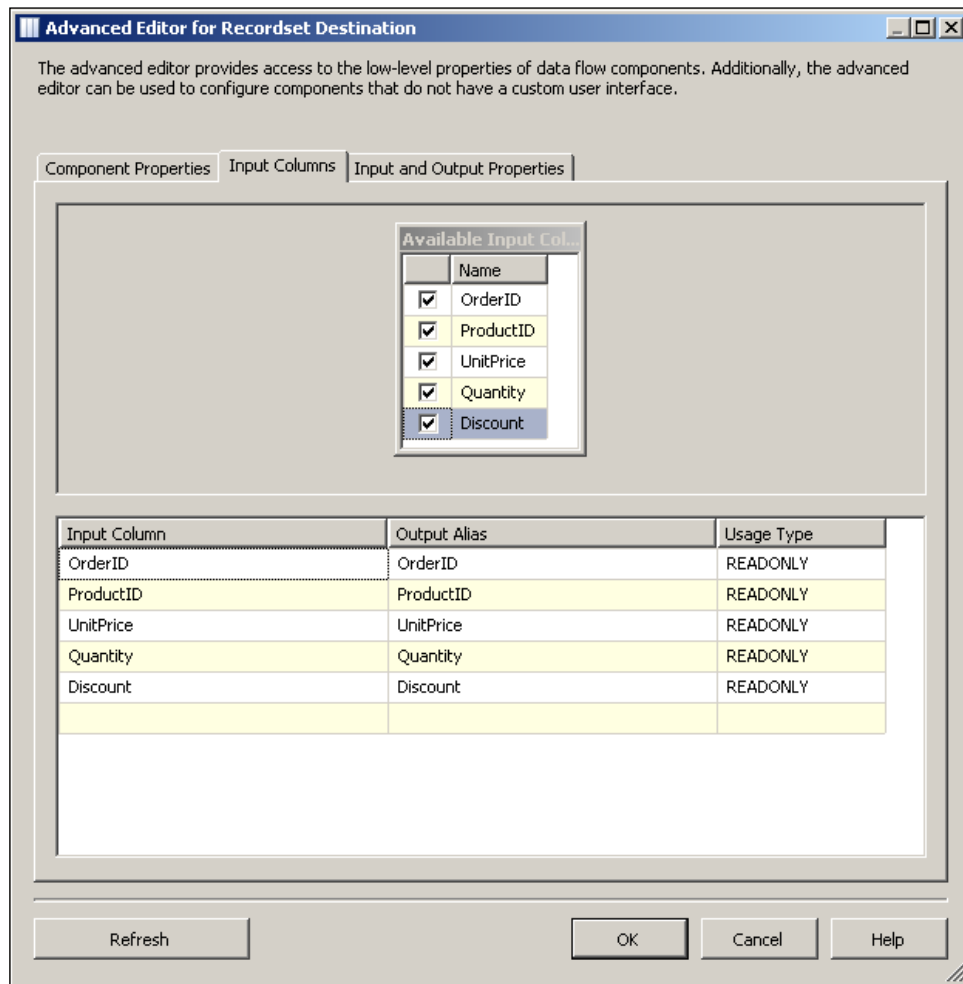 Advanced Editor for Recordset Destination
The advanced editor provides access to the low-level properties of data flow components. Additionally, the advanced
editor can be used to configure components that do not have a custom user interface.
Component Properties Input Columns Input and Output Properties
Available Input Col...
Name
OrderID
ProductID
UnitPrice
Quantity
Discount
Input Column Output Alias Usage Type
OrderID OrderID READONLY
ProductID ProductID READONLY
UnitPrice UnitPrice READONLY
Quantity Quantity READONLY
Discount Discount READONLY
Refresh OK Cancel Help